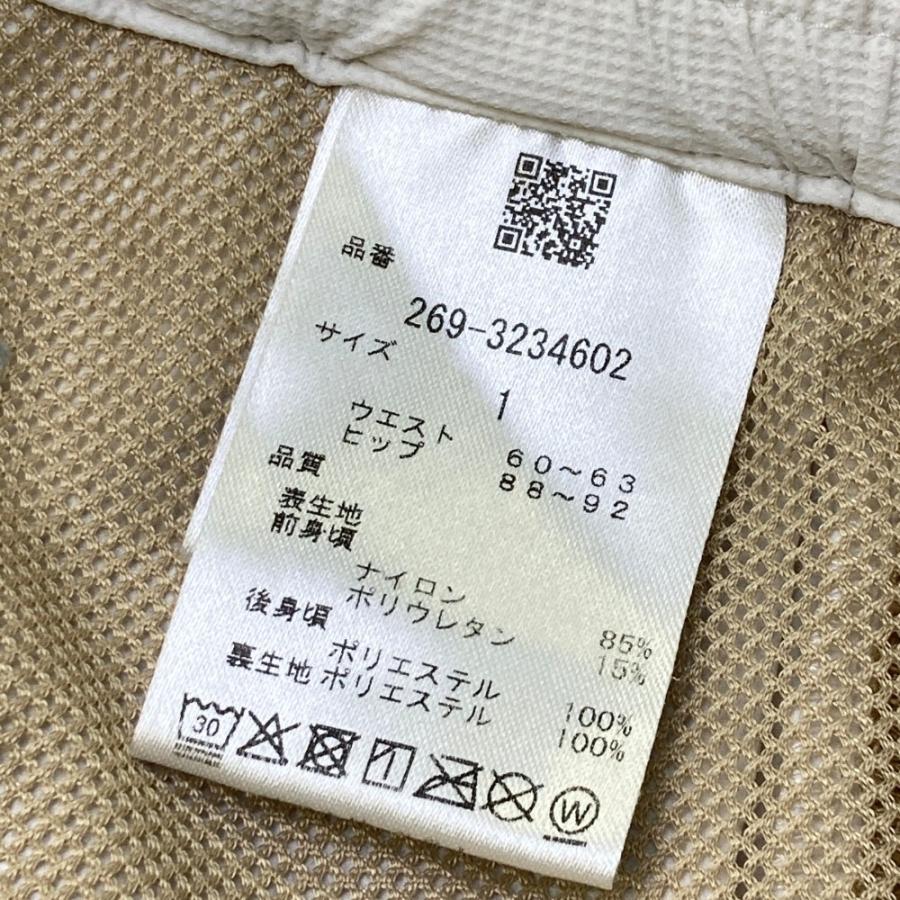 品番
269-3234602
サイズ
1
ウエスト 60～63
ヒップ 88～92
品質
表生地
前身頃
ナイロン 85%
ポリウレタン 15%
後身頃
ポリエステル 100%
裏生地 ポリエステル 100%
30
W